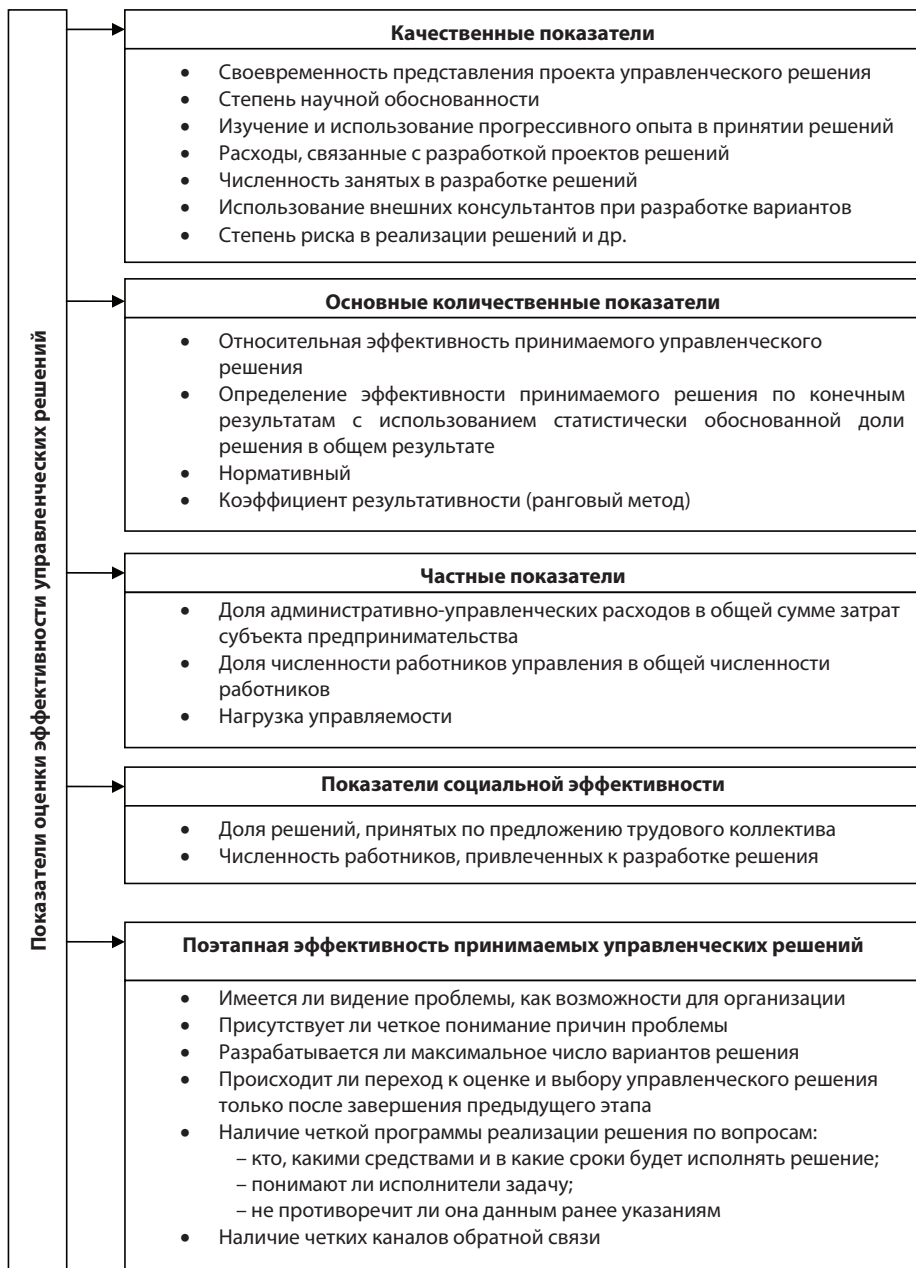 Показатели оценки эффективности управленческих решений
Качественные показатели
• Своевременность представления проекта управленческого решения
• Степень научной обоснованности
• Изучение и использование прогрессивного опыта в принятии решений
• Расходы, связанные с разработкой проектов решений
• Численность занятых в разработке решений
• Использование внешних консультантов при разработке вариантов
• Степень риска в реализации решений и др.
Основные количественные показатели
• Относительная эффективность принимаемого управленческого
решения
• Определение эффективности принимаемого решения по конечным
результатам с использованием статистически обоснованной доли
решения в общем результате
• Нормативный
• Коэффициент результативности (ранговый метод)
Частные показатели
• Доля административно-управленческих расходов в общей сумме затрат
субъекта предпринимательства
• Доля численности работников управления в общей численности
работников
• Нагрузка управляемости
Показатели социальной эффективности
• Доля решений, принятых по предложению трудового коллектива
• Численность работников, привлеченных к разработке решения
Поэтапная эффективность принимаемых управленческих решений
• Имеется ли видение проблемы, как возможности для организации
• Присутствует ли четкое понимание причин проблемы
• Разрабатывается ли максимальное число вариантов решения
• Происходит ли переход к оценке и выбору управленческого решения
только после завершения предыдущего этапа
• Наличие четкой программы реализации решения по вопросам:
– кто, какими средствами и в какие сроки будет исполнять решение;
– понимают ли исполнители задачу;
– не противоречит ли она данным ранее указаниям
• Наличие четких каналов обратной связи